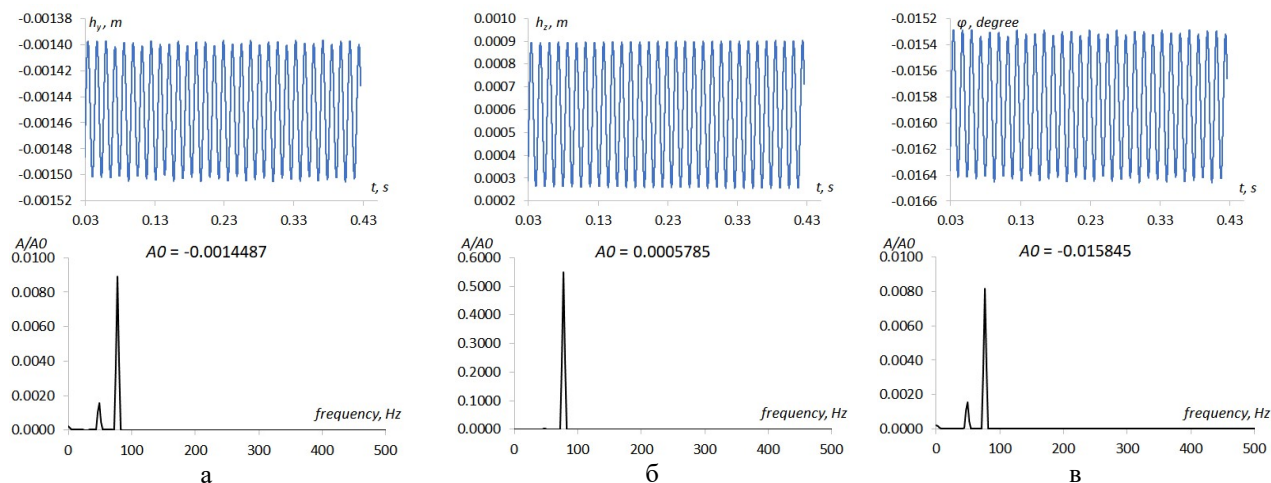 -0.00138
h_y, m
-0.00140
-0.00142
-0.00144
-0.00146
-0.00148
-0.00150
-0.00152
t, s
0.03 0.13 0.23 0.33 0.43
0.0010
h_z, m
0.0009
0.0008
0.0007
0.0006
0.0005
0.0004
0.0003
0.0002
t, s
0.03 0.13 0.23 0.33 0.43
-0.0152
φ, degree
-0.0154
-0.0156
-0.0158
-0.0160
-0.0162
-0.0164
-0.0166
t, s
0.03 0.13 0.23 0.33 0.43
A/A0
A0 = -0.0014487
0.0100
0.0080
0.0060
0.0040
0.0020
0.0000
frequency, Hz
0 100 200 300 400 500
а
A/A0
A0 = 0.0005785
0.6000
0.5000
0.4000
0.3000
0.2000
0.1000
0.0000
frequency, Hz
0 100 200 300 400 500
б
A/A0
A0 = -0.015845
0.0100
0.0080
0.0060
0.0040
0.0020
0.0000
frequency, Hz
0 100 200 300 400 500
в